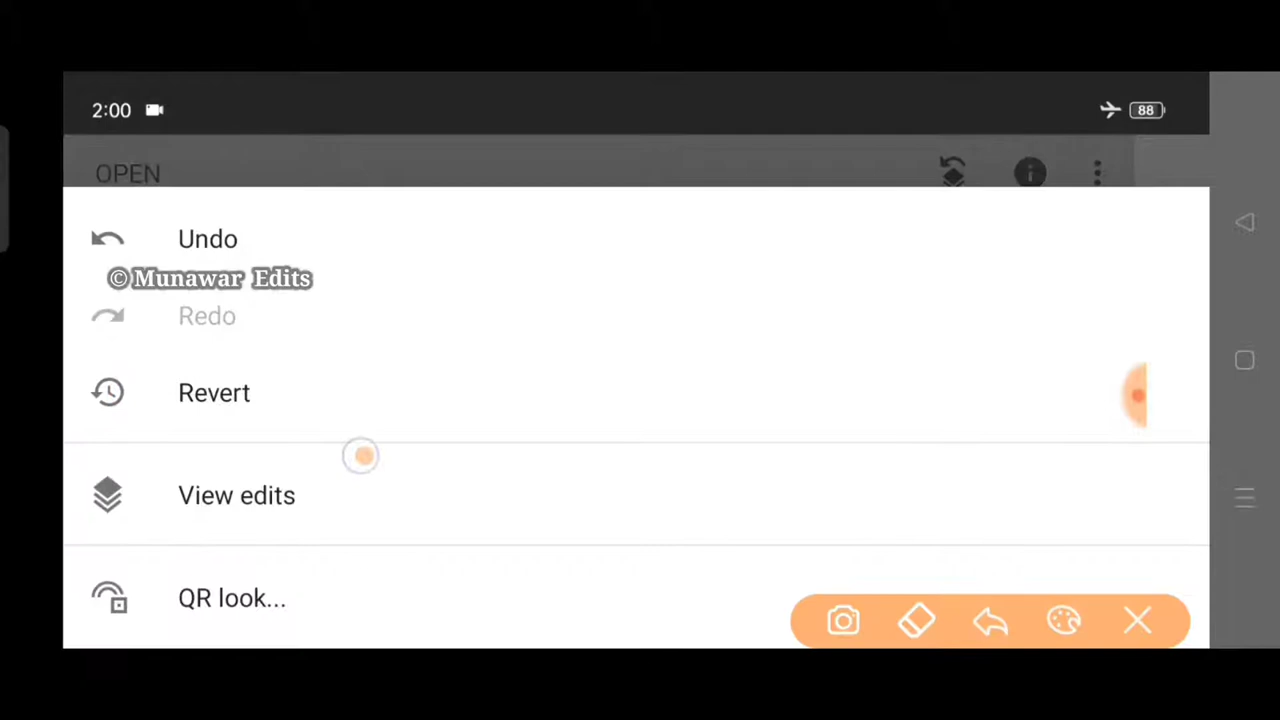 2:00
88
OPEN
Undo
© Munawar Edits
Redo
Revert
View edits
QR look...